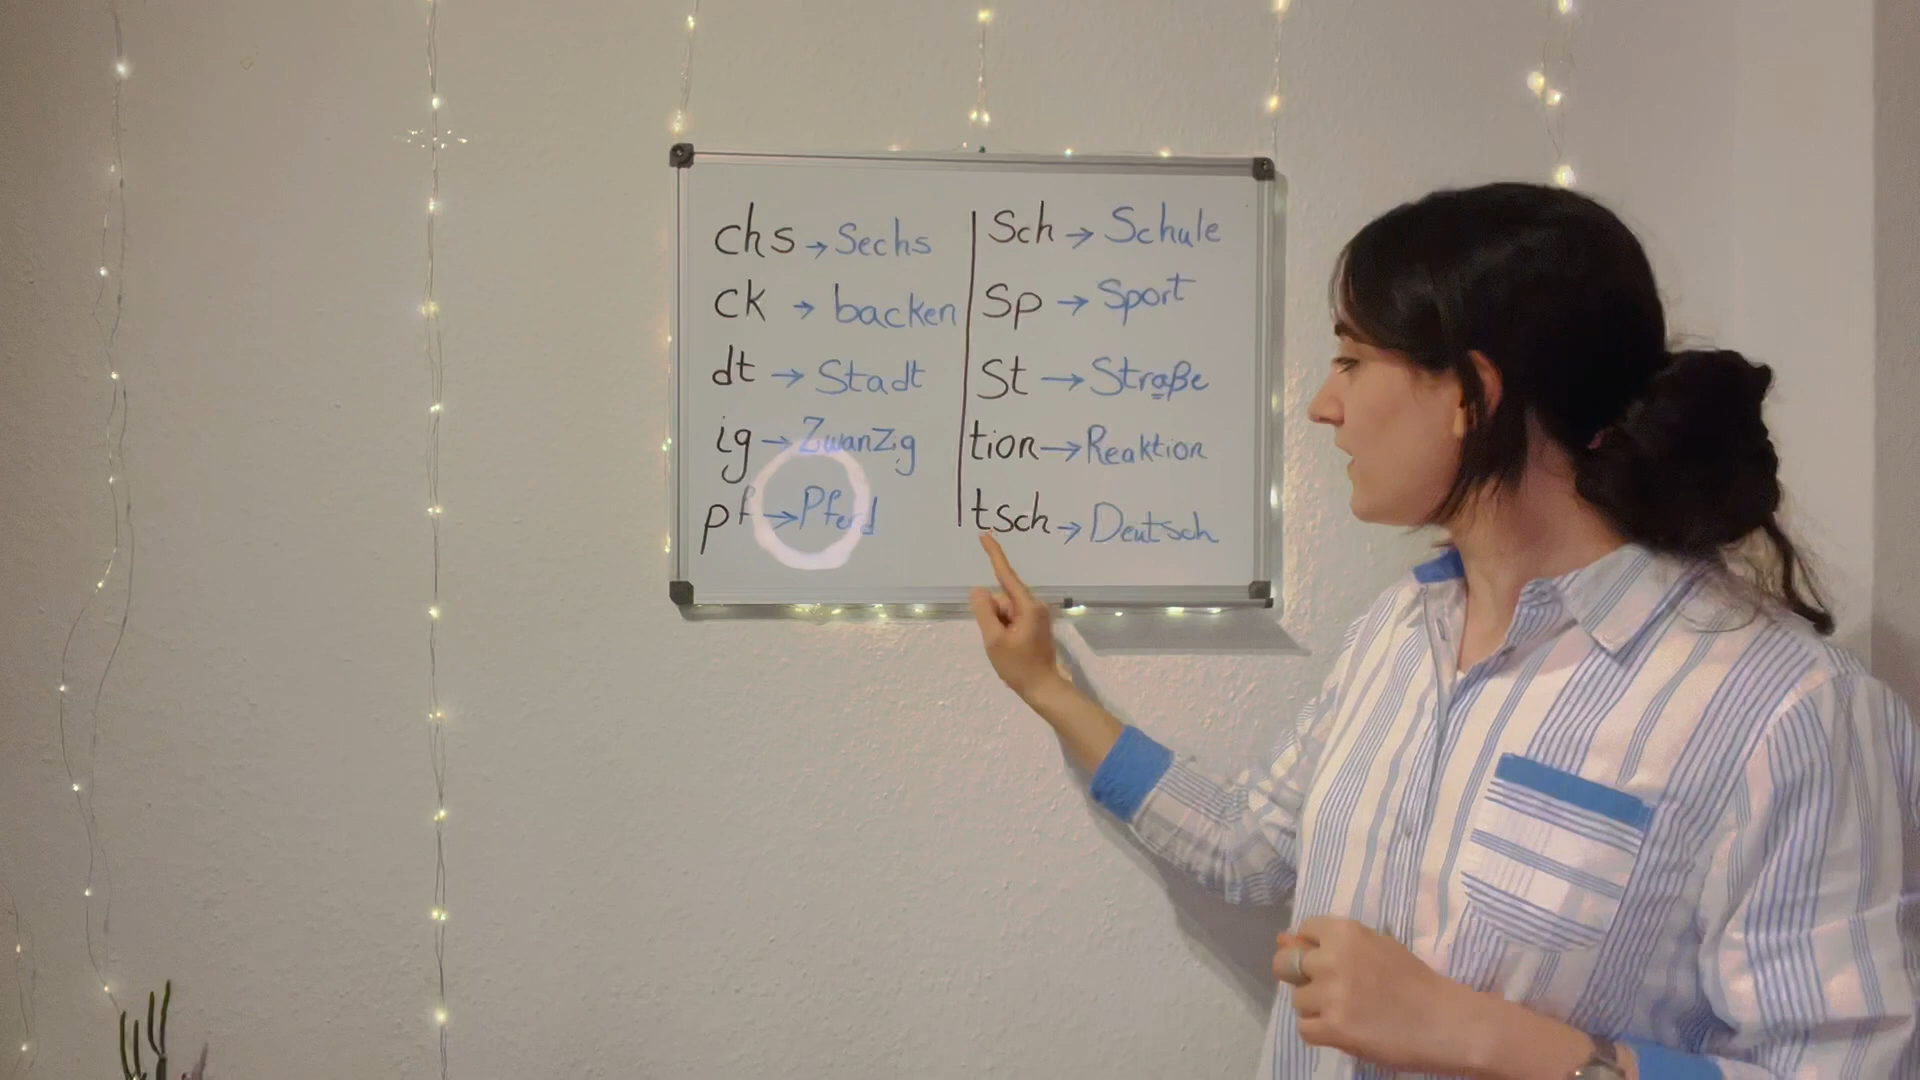 chs → Sechs
ck → backen
dt → Stadt
ig → Zwanzig
pf → Pferd
Sch → Schule
Sp → Sport
St → Straße
tion → Reaktion
tsch → Deutsch